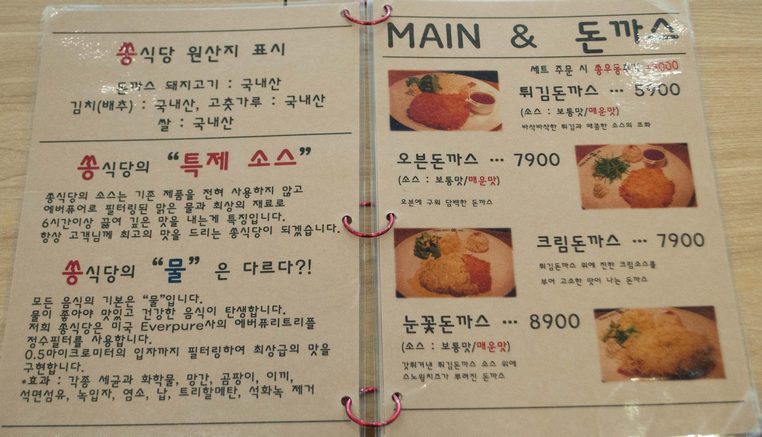 쏭식당 원산지 표시
돈까스 돼지고기 : 국내산
김치(배추) : 국내산, 고춧가루 : 국내산
쌀 : 국내산
쏭식당의 "특제 소스"
쏭식당의 소스는 기존 제품을 전혀 사용하지 않고
에버퓨어로 필터링된 맑은 물과 최상의 재료로
6시간이상 끓여 깊은 맛을 내는게 특징입니다.
항상 고객님께 최고의 맛을 드리는 쏭식당이 되겠습니다.
쏭식당의 "물" 은 다르다?!
모든 음식의 기본은 "물"입니다.
물이 좋아야 맛있고 건강한 음식이 탄생합니다.
저희 쏭식당은 미국 Everpure사의 에버퓨리트리플
정수필터를 사용합니다.
0.5마이크로미터의 입자까지 필터링하여 최상급의 맛을
구현합니다.
*효과 : 각종 세균과 화학물, 망간, 곰팡이, 이끼,
석면섬유, 녹입자, 염소, 납, 트리할메탄, 석화녹 제거
MAIN & 돈까스
세트 주문 시 쏭우동추가 +3000
튀김돈까스 ··· 5900
(소스 : 보통맛/매운맛)
바삭바삭한 튀김과 매콤한 소스의 조화
오븐돈까스 ··· 7900
(소스 : 보통맛/매운맛)
오븐에 구워 담백한 돈까스
크림돈까스 ··· 7900
튀김돈까스 위에 진한 크림소스를
부어 고소한 맛이 나는 돈까스
눈꽃돈까스 ··· 8900
(소스 : 보통맛/매운맛)
갓튀겨낸 돈까스 소스 위에
스노윙치즈가 뿌려진 돈까스